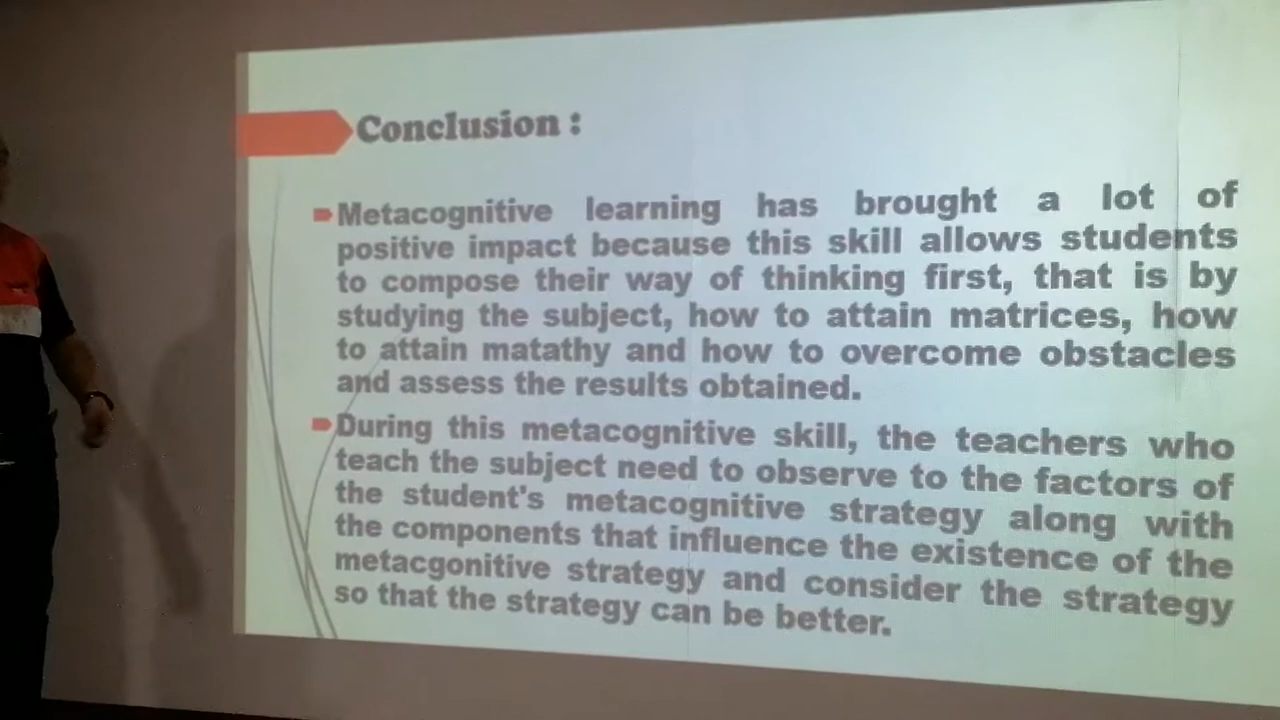 Conclusion :
Metacognitive learning has brought a lot of
positive impact because this skill allows students
to compose their way of thinking first, that is by
studying the subject, how to attain matrices, how
to attain matathy and how to overcome obstacles
and assess the results obtained.
During this metacognitive skill, the teachers who
teach the subject need to observe to the factors of
the student's metacognitive strategy along with
the components that influence the existence of the
metacgonitive strategy and consider the strategy
so that the strategy can be better.